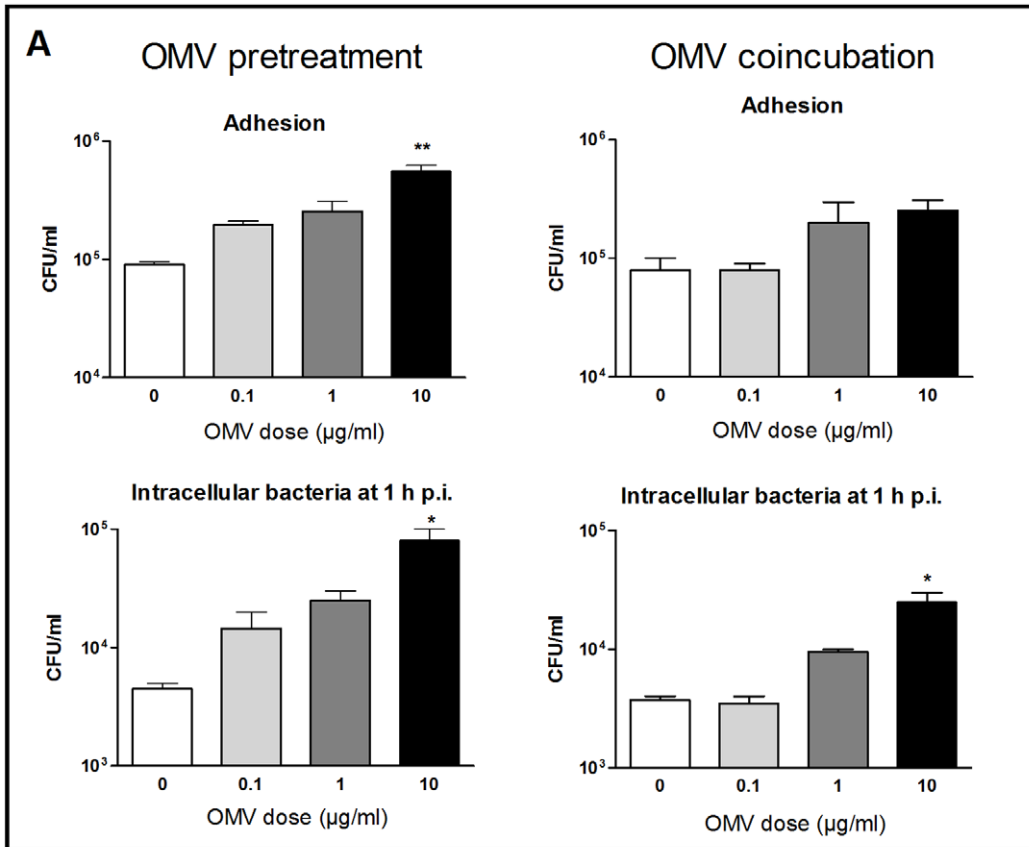 A
OMV pretreatment
OMV coincubation
Adhesion
10⁶
10⁵
10⁴
CFU/ml
**
0 0.1 1 10
OMV dose (µg/ml)
Adhesion
10⁶
10⁵
10⁴
CFU/ml
0 0.1 1 10
OMV dose (µg/ml)
Intracellular bacteria at 1 h p.i.
10⁵
10⁴
10³
CFU/ml
*
0 0.1 1 10
OMV dose (µg/ml)
Intracellular bacteria at 1 h p.i.
10⁵
10⁴
10³
CFU/ml
*
0 0.1 1 10
OMV dose (µg/ml)